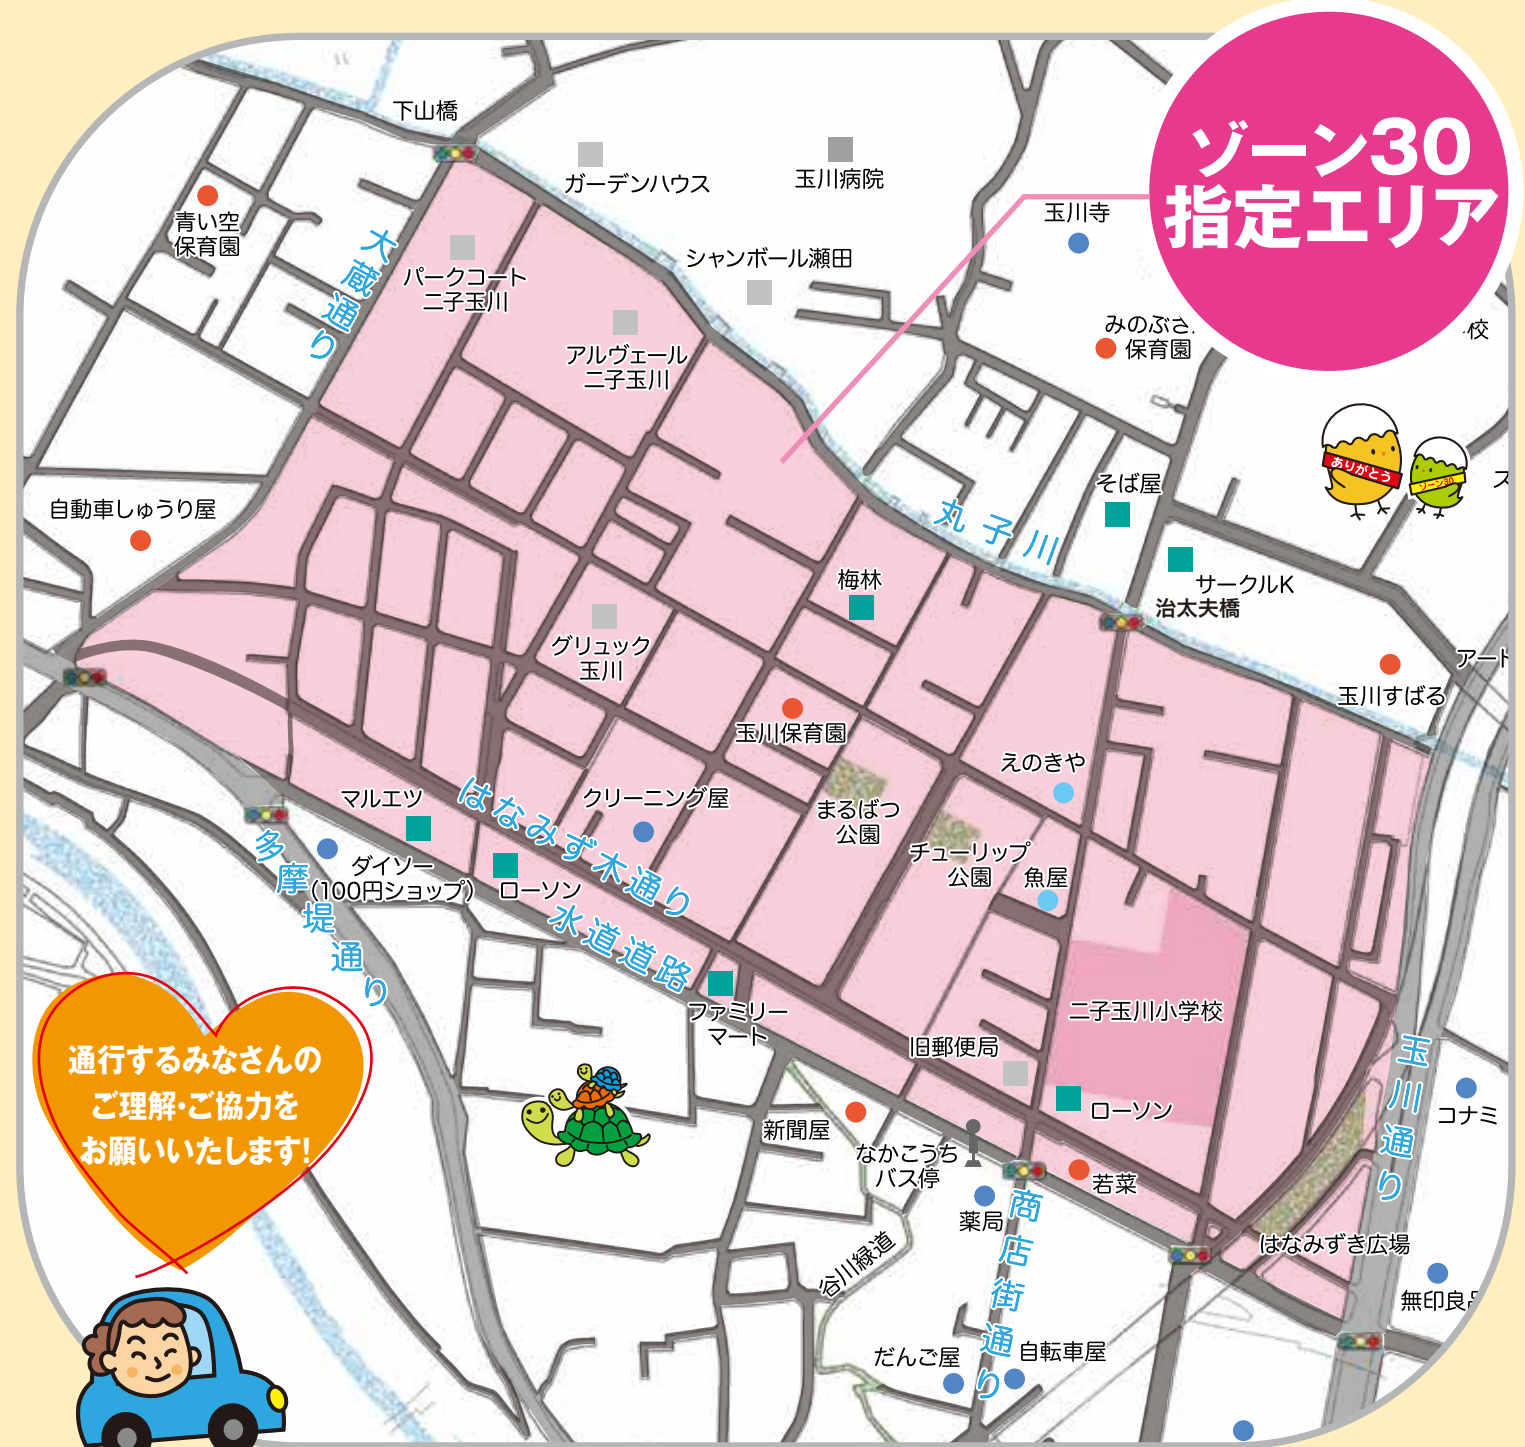 ゾーン30
指定エリア
下山橋
ガーデンハウス
玉川病院
玉川寺
青い空
保育園
大蔵通り
パークコート
二子玉川
シャンボール瀬田
アルヴェール
二子玉川
保育園
校
ありがとう
ゾーン30
そば屋
自動車しゅうり屋
丸子川
サークルK
治太夫橋
梅林
グリュック
玉川
玉川すばる
玉川保育園
えのきや
マルエツ
はなみずき通り
クリーニング屋
まるばつ
公園
チューリップ
公園
魚屋
ダイソー
(100円ショップ)
ローソン
多摩堤通り
水道道路
ファミリー
マート
二子玉川小学校
旧郵便局
ローソン
玉川通り
コナミ
通行するみなさんの
ご理解・ご協力を
お願いいたします!
新聞屋
なかこうち
バス停
若菜
薬局
商店街通り
谷川緑道
はなみずき広場
無印良品
だんご屋
自転車屋